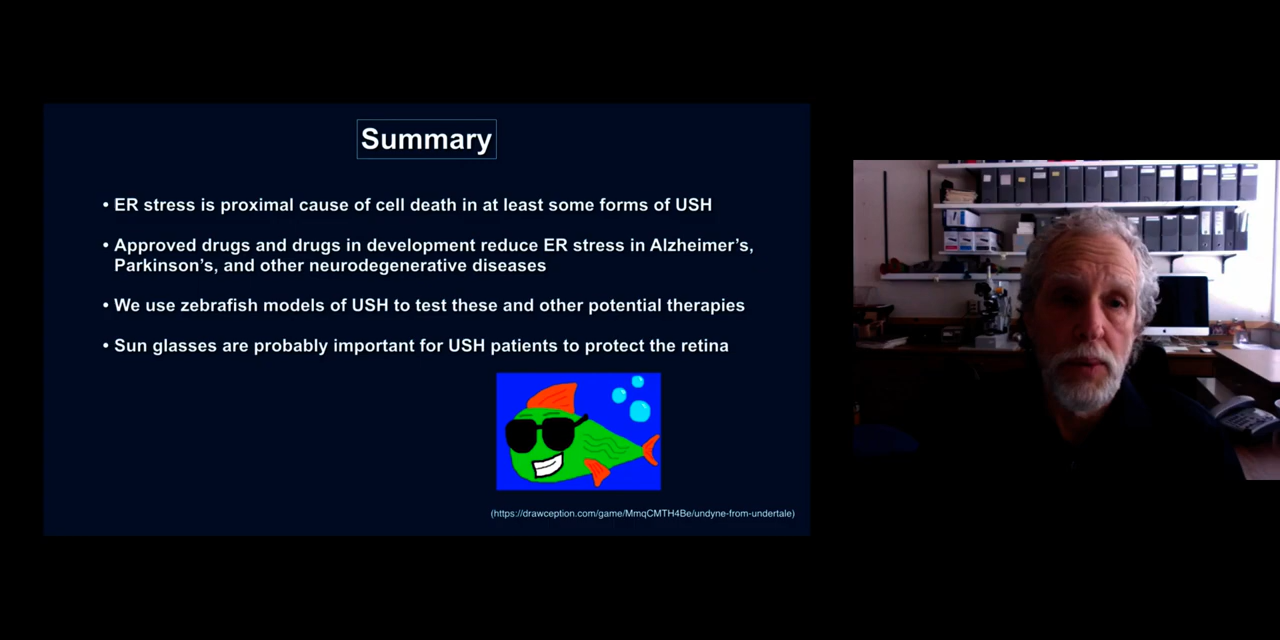 Summary
• ER stress is proximal cause of cell death in at least some forms of USH
• Approved drugs and drugs in development reduce ER stress in Alzheimer’s,
Parkinson’s, and other neurodegenerative diseases
• We use zebrafish models of USH to test these and other potential therapies
• Sun glasses are probably important for USH patients to protect the retina
(https://drawception.com/game/MmqCMTH4Be/undyne-from-undertale)